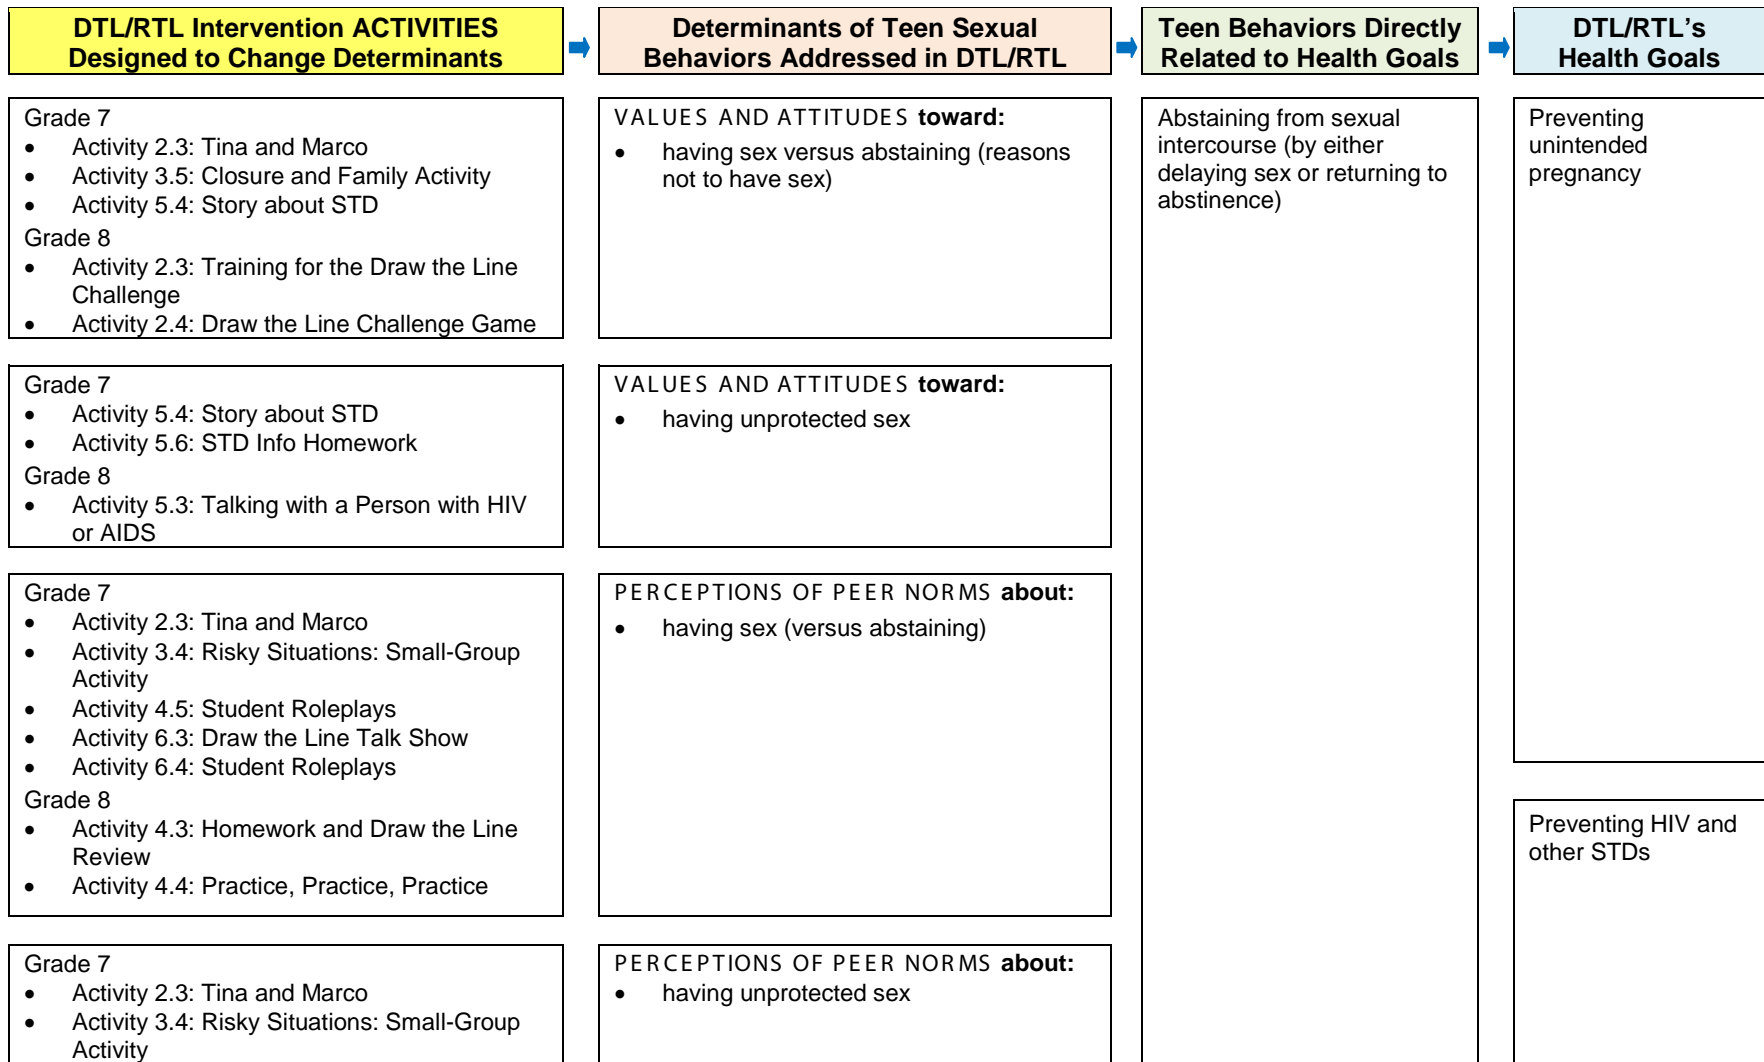 DTL/RTL Intervention ACTIVITIES
Designed to Change Determinants
Determinants of Teen Sexual
Behaviors Addressed in DTL/RTL
Teen Behaviors Directly
Related to Health Goals
DTL/RTL's
Health Goals
Grade 7
• Activity 2.3: Tina and Marco
• Activity 3.5: Closure and Family Activity
• Activity 5.4: Story about STD
Grade 8
• Activity 2.3: Training for the Draw the Line
Challenge
• Activity 2.4: Draw the Line Challenge Game
VALUES AND ATTITUDES toward:
• having sex versus abstaining (reasons
not to have sex)
Abstaining from sexual
intercourse (by either
delaying sex or returning to
abstinence)
Preventing
unintended
pregnancy
Grade 7
• Activity 5.4: Story about STD
• Activity 5.6: STD Info Homework
Grade 8
• Activity 5.3: Talking with a Person with HIV
or AIDS
VALUES AND ATTITUDES toward:
• having unprotected sex
Grade 7
• Activity 2.3: Tina and Marco
• Activity 3.4: Risky Situations: Small-Group
Activity
• Activity 4.5: Student Roleplays
• Activity 6.3: Draw the Line Talk Show
• Activity 6.4: Student Roleplays
Grade 8
• Activity 4.3: Homework and Draw the Line
Review
• Activity 4.4: Practice, Practice, Practice
PERCEPTIONS OF PEER NORMS about:
• having sex (versus abstaining)
Preventing HIV and
other STDs
Grade 7
• Activity 2.3: Tina and Marco
• Activity 3.4: Risky Situations: Small-Group
Activity
PERCEPTIONS OF PEER NORMS about:
• having unprotected sex